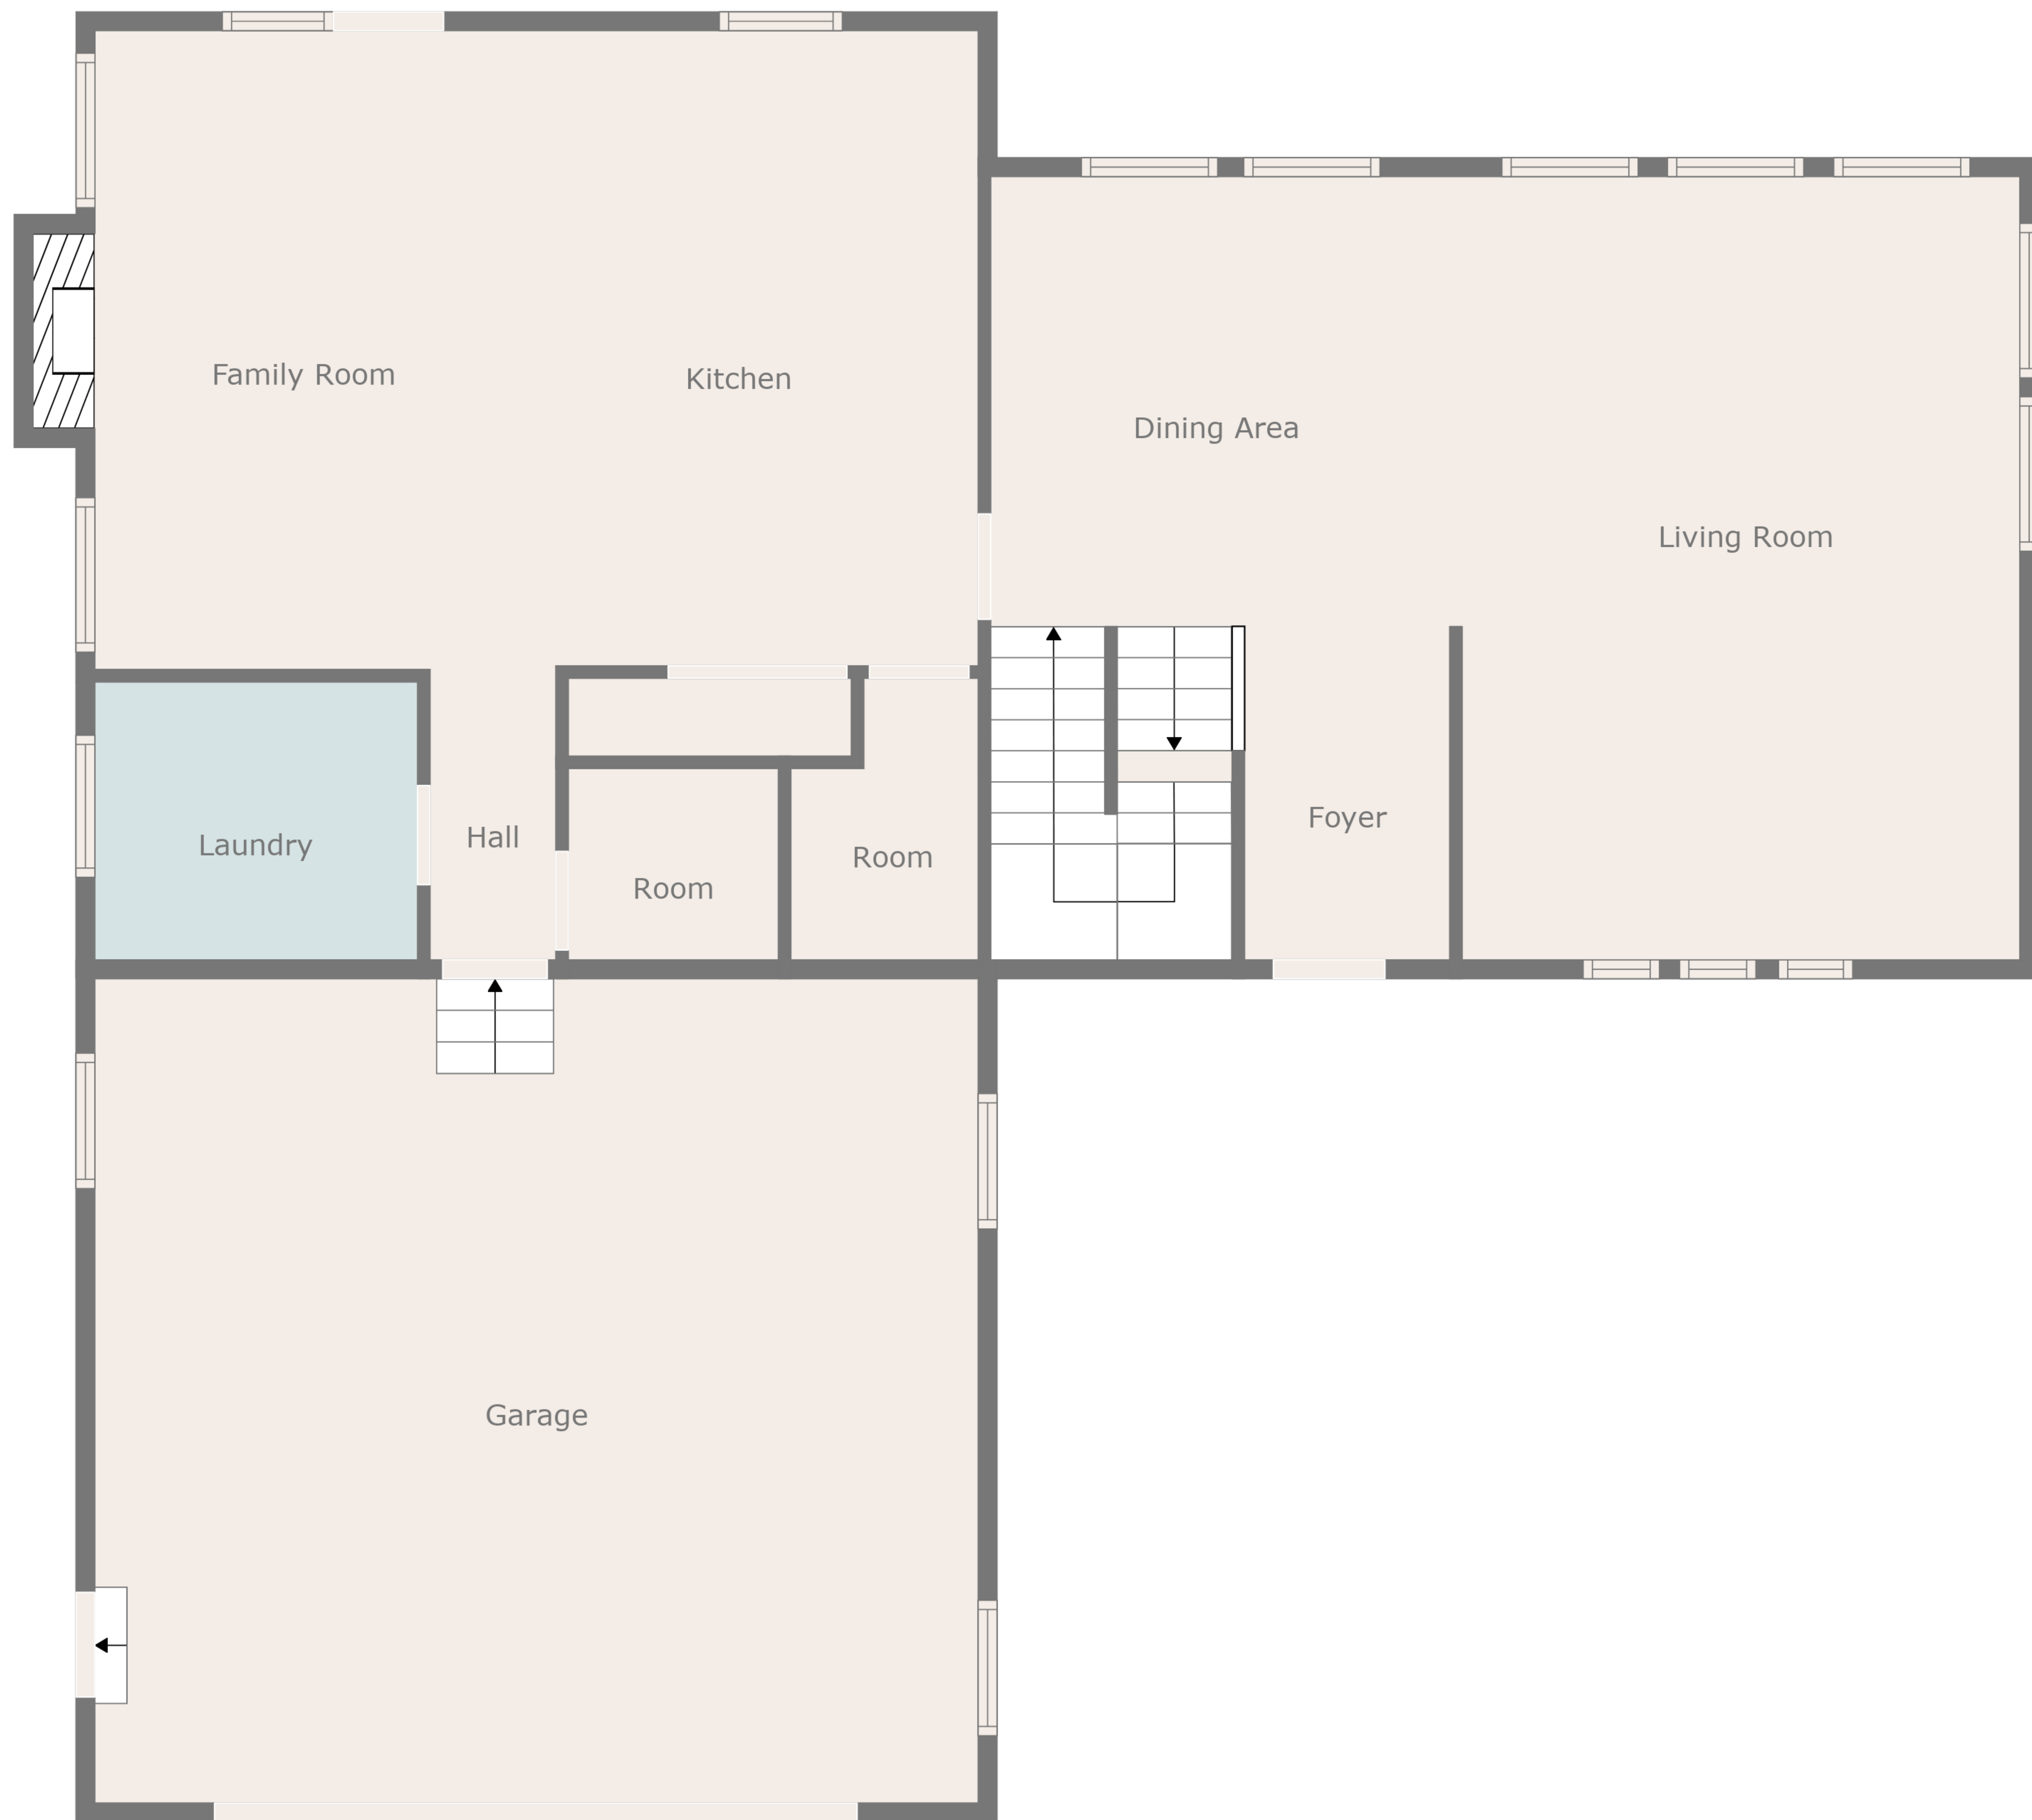 Family Room
Kitchen
Dining Area
Living Room
Laundry
Hall
Room
Room
Foyer
Garage